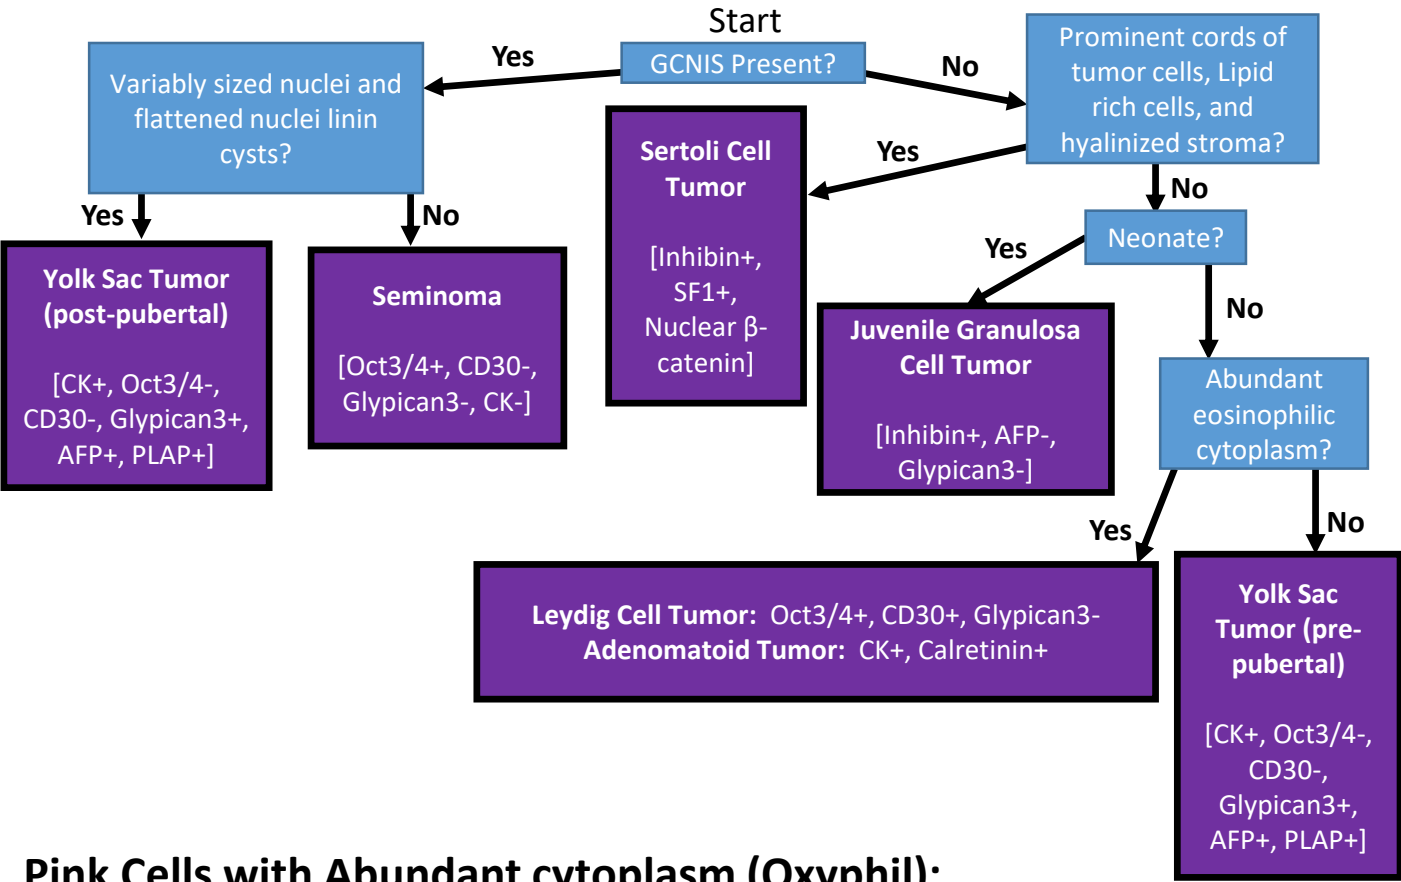 Start
GCNIS Present?
Yes
No
Variably sized nuclei and
flattened nuclei linin
cysts?
Yes
No
Yolk Sac Tumor
(post-pubertal)
[CK+, Oct3/4-,
CD30-, Glypican3+,
AFP+, PLAP+]
Seminoma
[Oct3/4+, CD30-,
Glypican3-, CK-]
Prominent cords of
tumor cells, Lipid
rich cells, and
hyalinized stroma?
Yes
No
Sertoli Cell
Tumor
[Inhibin+,
SF1+,
Nuclear β-
catenin]
Neonate?
Yes
No
Juvenile Granulosa
Cell Tumor
[Inhibin+, AFP-,
Glypican3-]
Abundant
eosinophilic
cytoplasm?
Yes
No
Leydig Cell Tumor: Oct3/4+, CD30+, Glypican3-
Adenomatoid Tumor: CK+, Calretinin+
Yolk Sac
Tumor (pre-
pubertal)
[CK+, Oct3/4-,
CD30-,
Glypican3+,
AFP+, PLAP+]
Pink Cells with Abundant cytoplasm (Oxyphil):